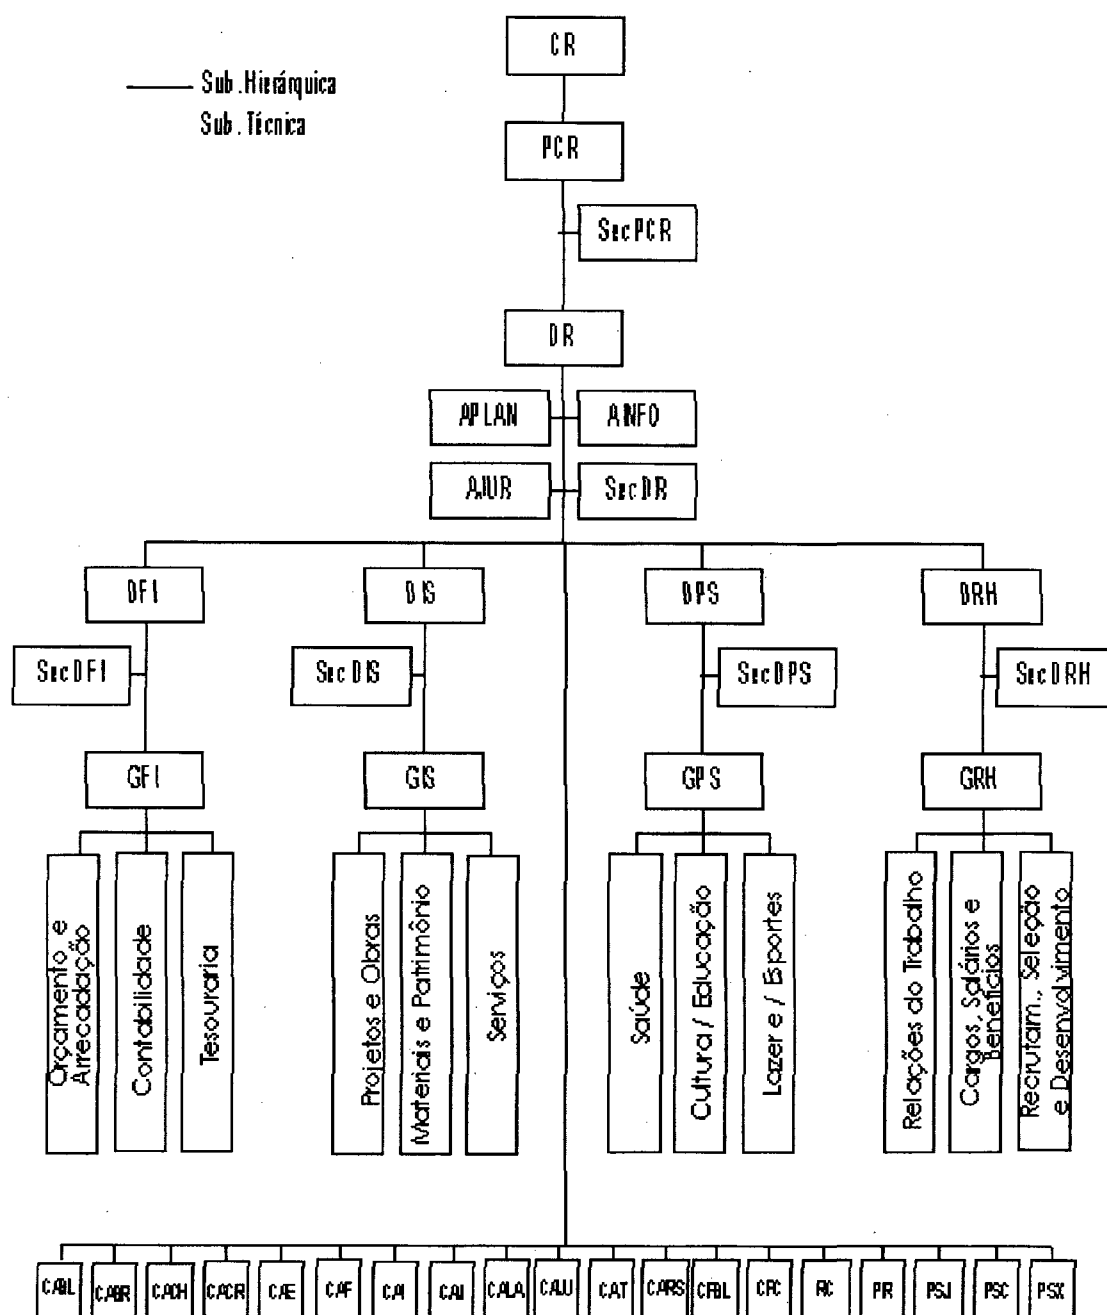 CR
Sub. Hierárquica
Sub. Técnica
PCR
SecPCR
DR
APLAN
AINFO
AJUR
SecDR
DFI
DIS
DPS
DRH
SecDFI
SecDIS
SecDPS
SecDRH
GFI
GIS
GPS
GRH
Orçamento e
Arrecadação
Contabilidade
Tesouraria
Projetos e Obras
Materiais e Patrimônio
Serviços
Saúde
Cultura / Educação
Lazer e / Esportes
Relações do Trabalho
Cargos, Salários e
Benefícios
Recrutam., Seleção
e Desenvolvimento
CABL
CABR
CACH
CACR
CAE
CAF
CAI
CALA
CAJU
CAT
CARS
CFBL
CFC
RC
PR
PSJ
PSC